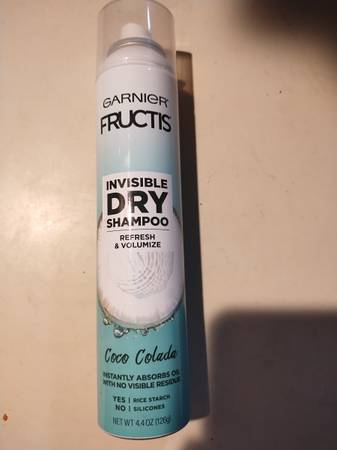 GARNIER
FRUCTIS
INVISIBLE
DRY
SHAMPOO
REFRESH
& VOLUMIZE
Coco Colada
INSTANTLY ABSORBS OIL
WITH NO VISIBLE RESIDUE
YES | RICE STARCH
NO | SILICONES
NET WT 4.4 OZ (126g)